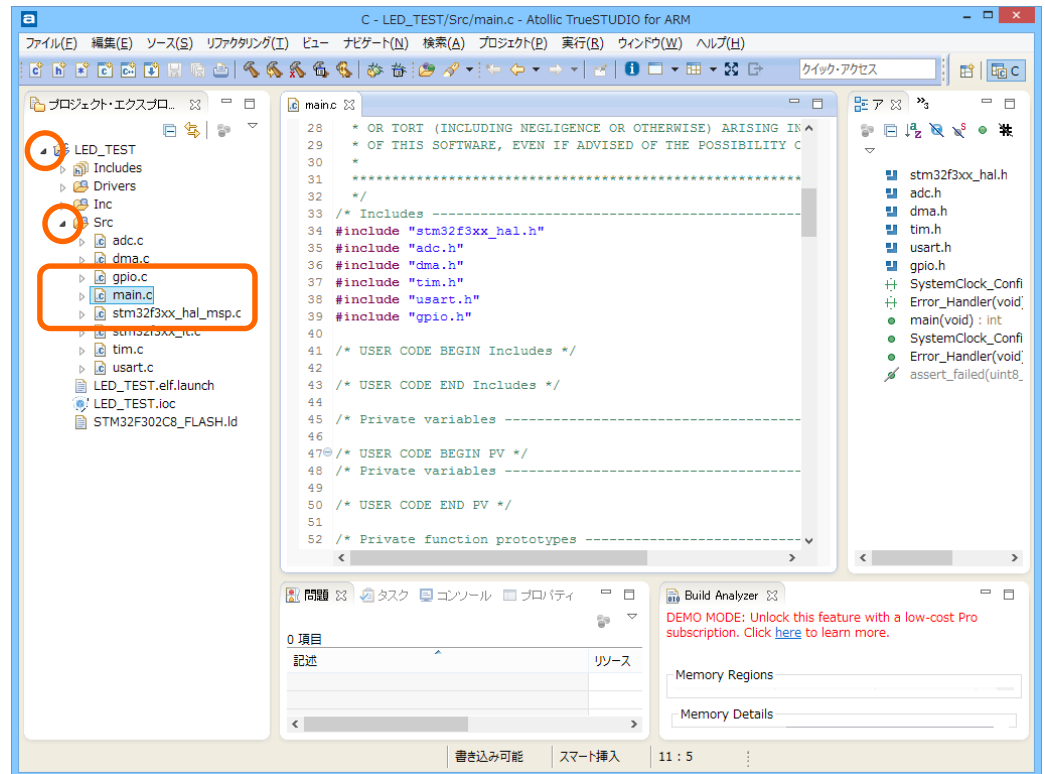 C - LED_TEST/Src/main.c - Atollic TrueSTUDIO for ARM
ファイル(F) 編集(E) ソース(S) リファクタリング(T) ビュー ナビゲート(N) 検索(A) プロジェクト(P) 実行(R) ウィンドウ(W) ヘルプ(H)
クイック・アクセス
C
プロジェクト・エクスプロ...
LED_TEST
Includes
Drivers
Inc
Src
adc.c
dma.c
gpio.c
main.c
stm32f3xx_hal_msp.c
stm32f3xx_it.c
tim.c
usart.c
LED_TEST.elf.launch
LED_TEST.ioc
STM32F302C8_FLASH.ld
main.c
28 * OR TORT (INCLUDING NEGLIGENCE OR OTHERWISE) ARISING IN
29 * OF THIS SOFTWARE, EVEN IF ADVISED OF THE POSSIBILITY O
30 *
31 **********************************************************
32 */
33 /* Includes ------------------------------------------------
34 #include "stm32f3xx_hal.h"
35 #include "adc.h"
36 #include "dma.h"
37 #include "tim.h"
38 #include "usart.h"
39 #include "gpio.h"
40
41 /* USER CODE BEGIN Includes */
42
43 /* USER CODE END Includes */
44
45 /* Private variables ---------------------------------------
46
47 /* USER CODE BEGIN PV */
48 /* Private variables ---------------------------------------
49
50 /* USER CODE END PV */
51
52 /* Private function prototypes ----------------------------
ア
»3
stm32f3xx_hal.h
adc.h
dma.h
tim.h
usart.h
gpio.h
SystemClock_Confi
Error_Handler(void)
main(void) : int
SystemClock_Confi
Error_Handler(void)
assert_failed(uint8_
問題 タスク コンソール プロパティ
0 項目
記述 リソース
Build Analyzer
DEMO MODE: Unlock this feature with a low-cost Pro
subscription. Click here to learn more.
Memory Regions
Memory Details
書き込み可能 スマート挿入 11 : 5